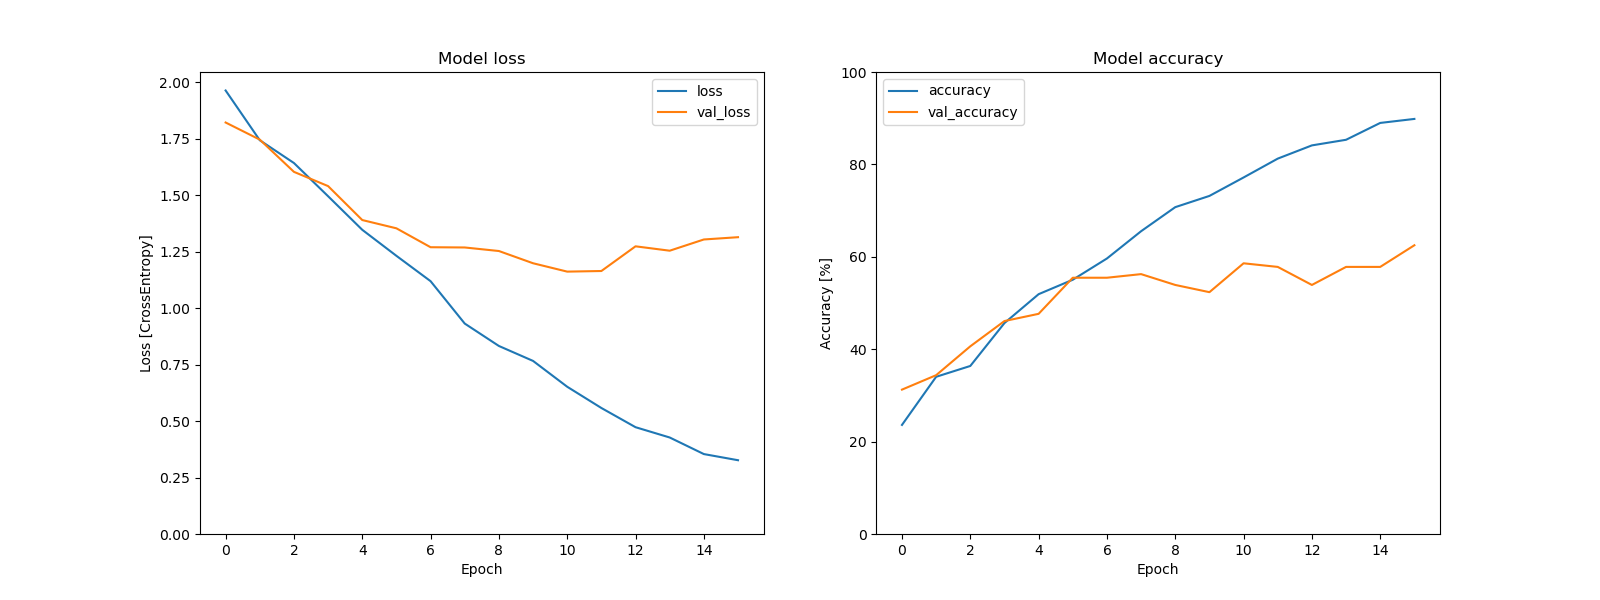 Model loss
2.00
1.75
1.50
1.25
1.00
0.75
0.50
0.25
0.00
Loss [CrossEntropy]
loss
val_loss
0 2 4 6 8 10 12 14
Epoch
Model accuracy
100
80
60
40
20
0
Accuracy [%]
accuracy
val_accuracy
0 2 4 6 8 10 12 14
Epoch